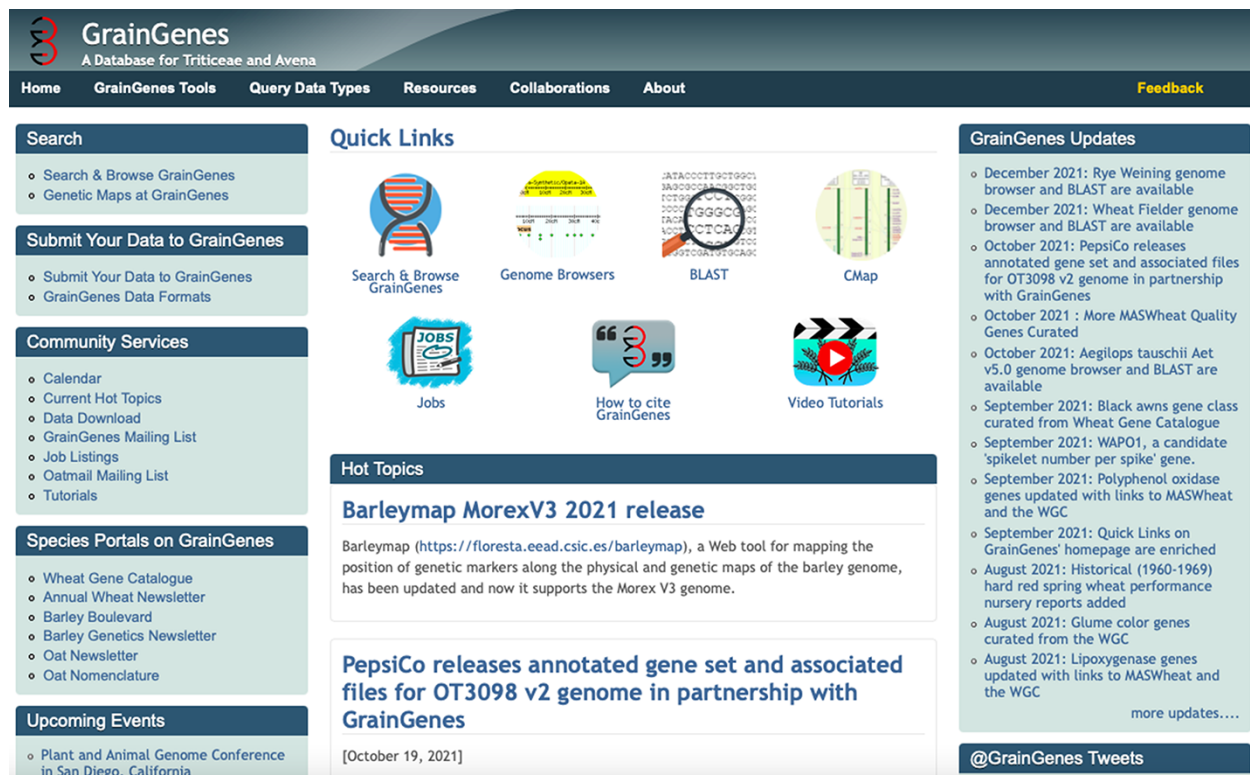 GrainGenes
A Database for Triticeae and Avena
Home GrainGenes Tools Query Data Types Resources Collaborations About Feedback
Search
Search & Browse GrainGenes
Genetic Maps at GrainGenes
Submit Your Data to GrainGenes
Submit Your Data to GrainGenes
GrainGenes Data Formats
Community Services
Calendar
Current Hot Topics
Data Download
GrainGenes Mailing List
Job Listings
Oatmail Mailing List
Tutorials
Species Portals on GrainGenes
Wheat Gene Catalogue
Annual Wheat Newsletter
Barley Boulevard
Barley Genetics Newsletter
Oat Newsletter
Oat Nomenclature
Upcoming Events
Plant and Animal Genome Conference
in San Diego, California
Quick Links
Search & Browse
GrainGenes
Genome Browsers
BLAST
CMap
JOBS
Jobs
How to cite
GrainGenes
Video Tutorials
Hot Topics
Barleymap MorexV3 2021 release
Barleymap (https://floresta.eead.csic.es/barleymap), a Web tool for mapping the
position of genetic markers along the physical and genetic maps of the barley genome,
has been updated and now it supports the Morex V3 genome.
PepsiCo releases annotated gene set and associated
files for OT3098 v2 genome in partnership with
GrainGenes
[October 19, 2021]
GrainGenes Updates
December 2021: Rye Weining genome
browser and BLAST are available
December 2021: Wheat Fielder genome
browser and BLAST are available
October 2021: PepsiCo releases
annotated gene set and associated files
for OT3098 v2 genome in partnership
with GrainGenes
October 2021 : More MASWheat Quality
Genes Curated
October 2021: Aegilops tauschii Aet
v5.0 genome browser and BLAST are
available
September 2021: Black awns gene class
curated from Wheat Gene Catalogue
September 2021: WAPO1, a candidate
'spikelet number per spike' gene.
September 2021: Polyphenol oxidase
genes updated with links to MASWheat
and the WGC
September 2021: Quick Links on
GrainGenes' homepage are enriched
August 2021: Historical (1960-1969)
hard red spring wheat performance
nursery reports added
August 2021: Glume color genes
curated from the WGC
August 2021: Lipoxygenase genes
updated with links to MASWheat and
the WGC
more updates....
@GrainGenes Tweets